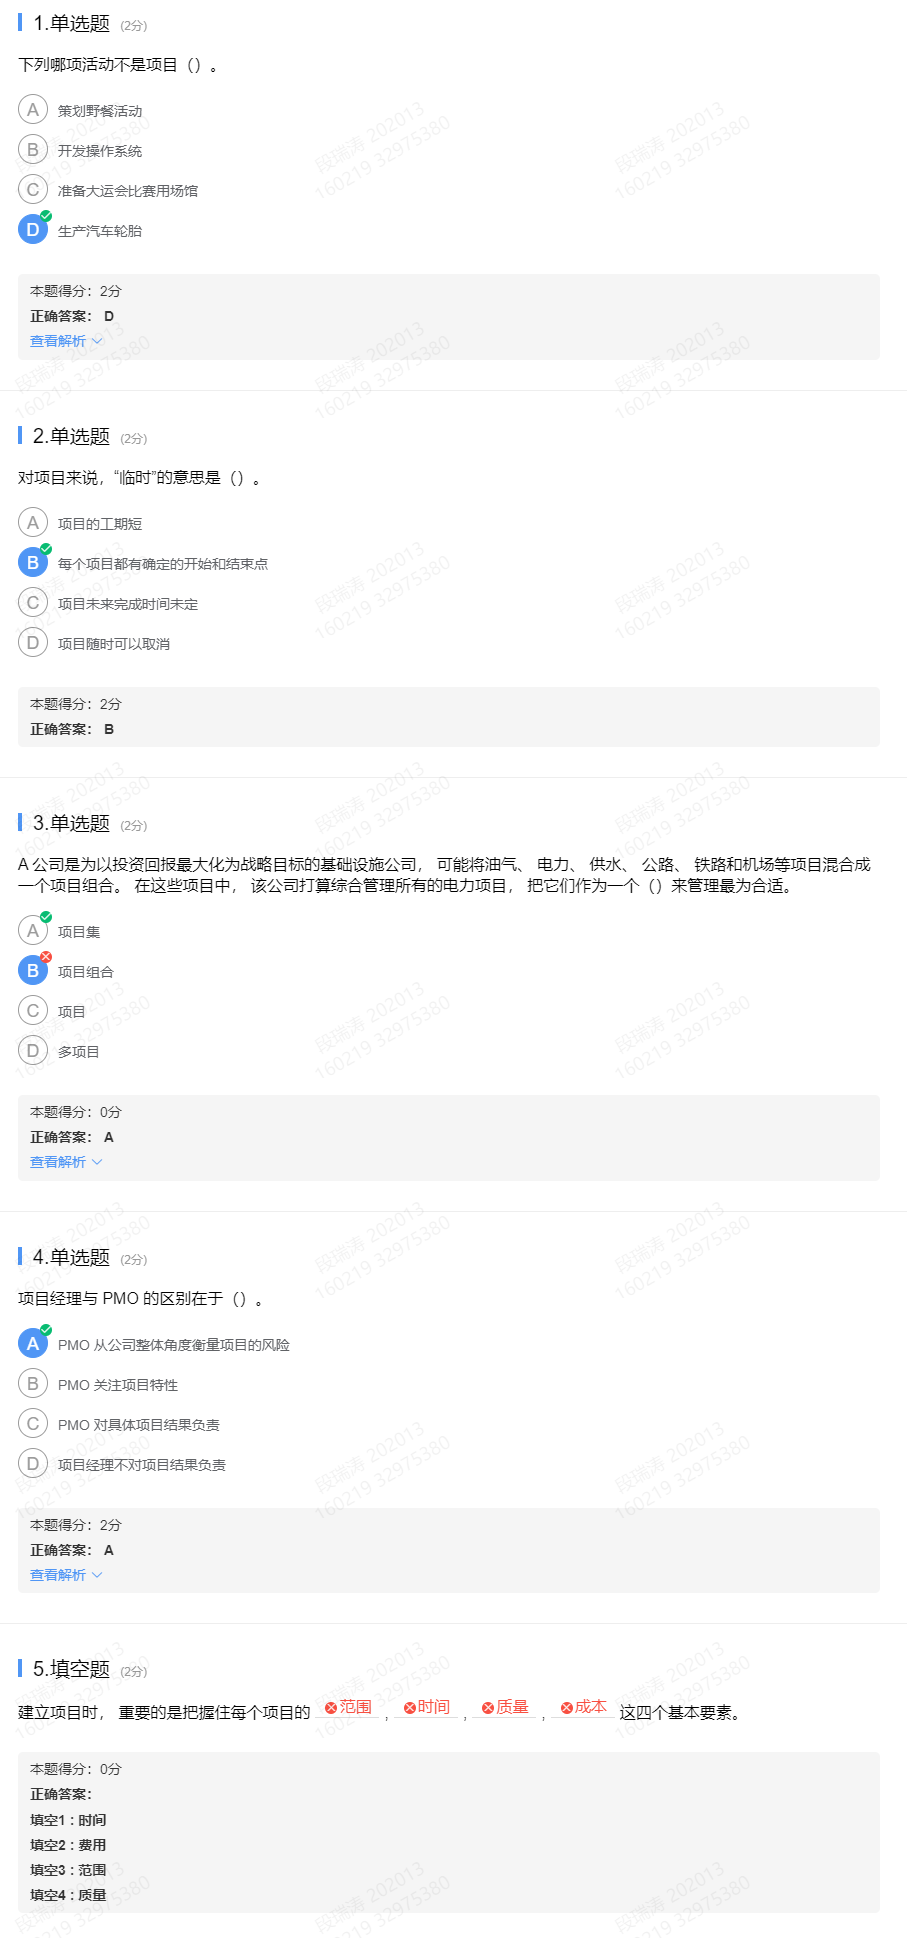 1.单选题 (2分)
下列哪项活动不是项目（）。
A 策划野餐活动
B 开发操作系统
C 准备大运会比赛用场馆
D 生产汽车轮胎
本题得分：2分
正确答案： D
查看解析
2.单选题 (2分)
对项目来说，“临时”的意思是（）。
A 项目的工期短
B 每个项目都有确定的开始和结束点
C 项目未来完成时间未定
D 项目随时可以取消
本题得分：2分
正确答案： B
3.单选题 (2分)
A 公司是为以投资回报最大化为战略目标的基础设施公司， 可能将油气、 电力、 供水、 公路、 铁路和机场等项目混合成
一个项目组合。 在这些项目中， 该公司打算综合管理所有的电力项目， 把它们作为一个（）来管理最为合适。
A 项目集
B 项目组合
C 项目
D 多项目
本题得分：0分
正确答案： A
查看解析
4.单选题 (2分)
项目经理与 PMO 的区别在于（）。
A PMO 从公司整体角度衡量项目的风险
B PMO 关注项目特性
C PMO 对具体项目结果负责
D 项目经理不对项目结果负责
本题得分：2分
正确答案： A
查看解析
5.填空题 (2分)
建立项目时， 重要的是把握住每个项目的 范围 , 时间 , 质量 , 成本 这四个基本要素。
本题得分：0分
正确答案：
填空1 : 时间
填空2 : 费用
填空3 : 范围
填空4 : 质量
段瑞涛 202013
160219 32975380